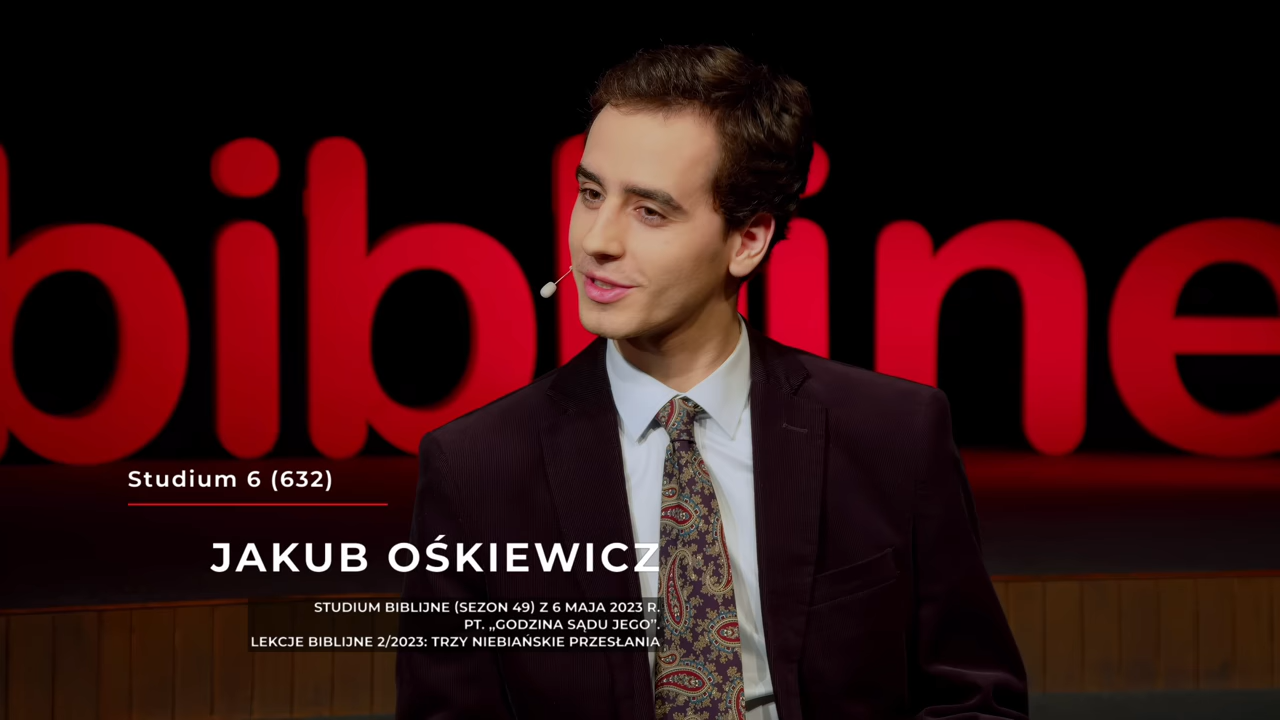 biblijne
Studium 6 (632)
JAKUB OŚKIEWICZ
STUDIUM BIBLIJNE (SEZON 49) Z 6 MAJA 2023 R.
PT. „GODZINA SĄDU JEGO”.
LEKCJE BIBLIJNE 2/2023: TRZY NIEBIAŃSKIE PRZESŁANIA